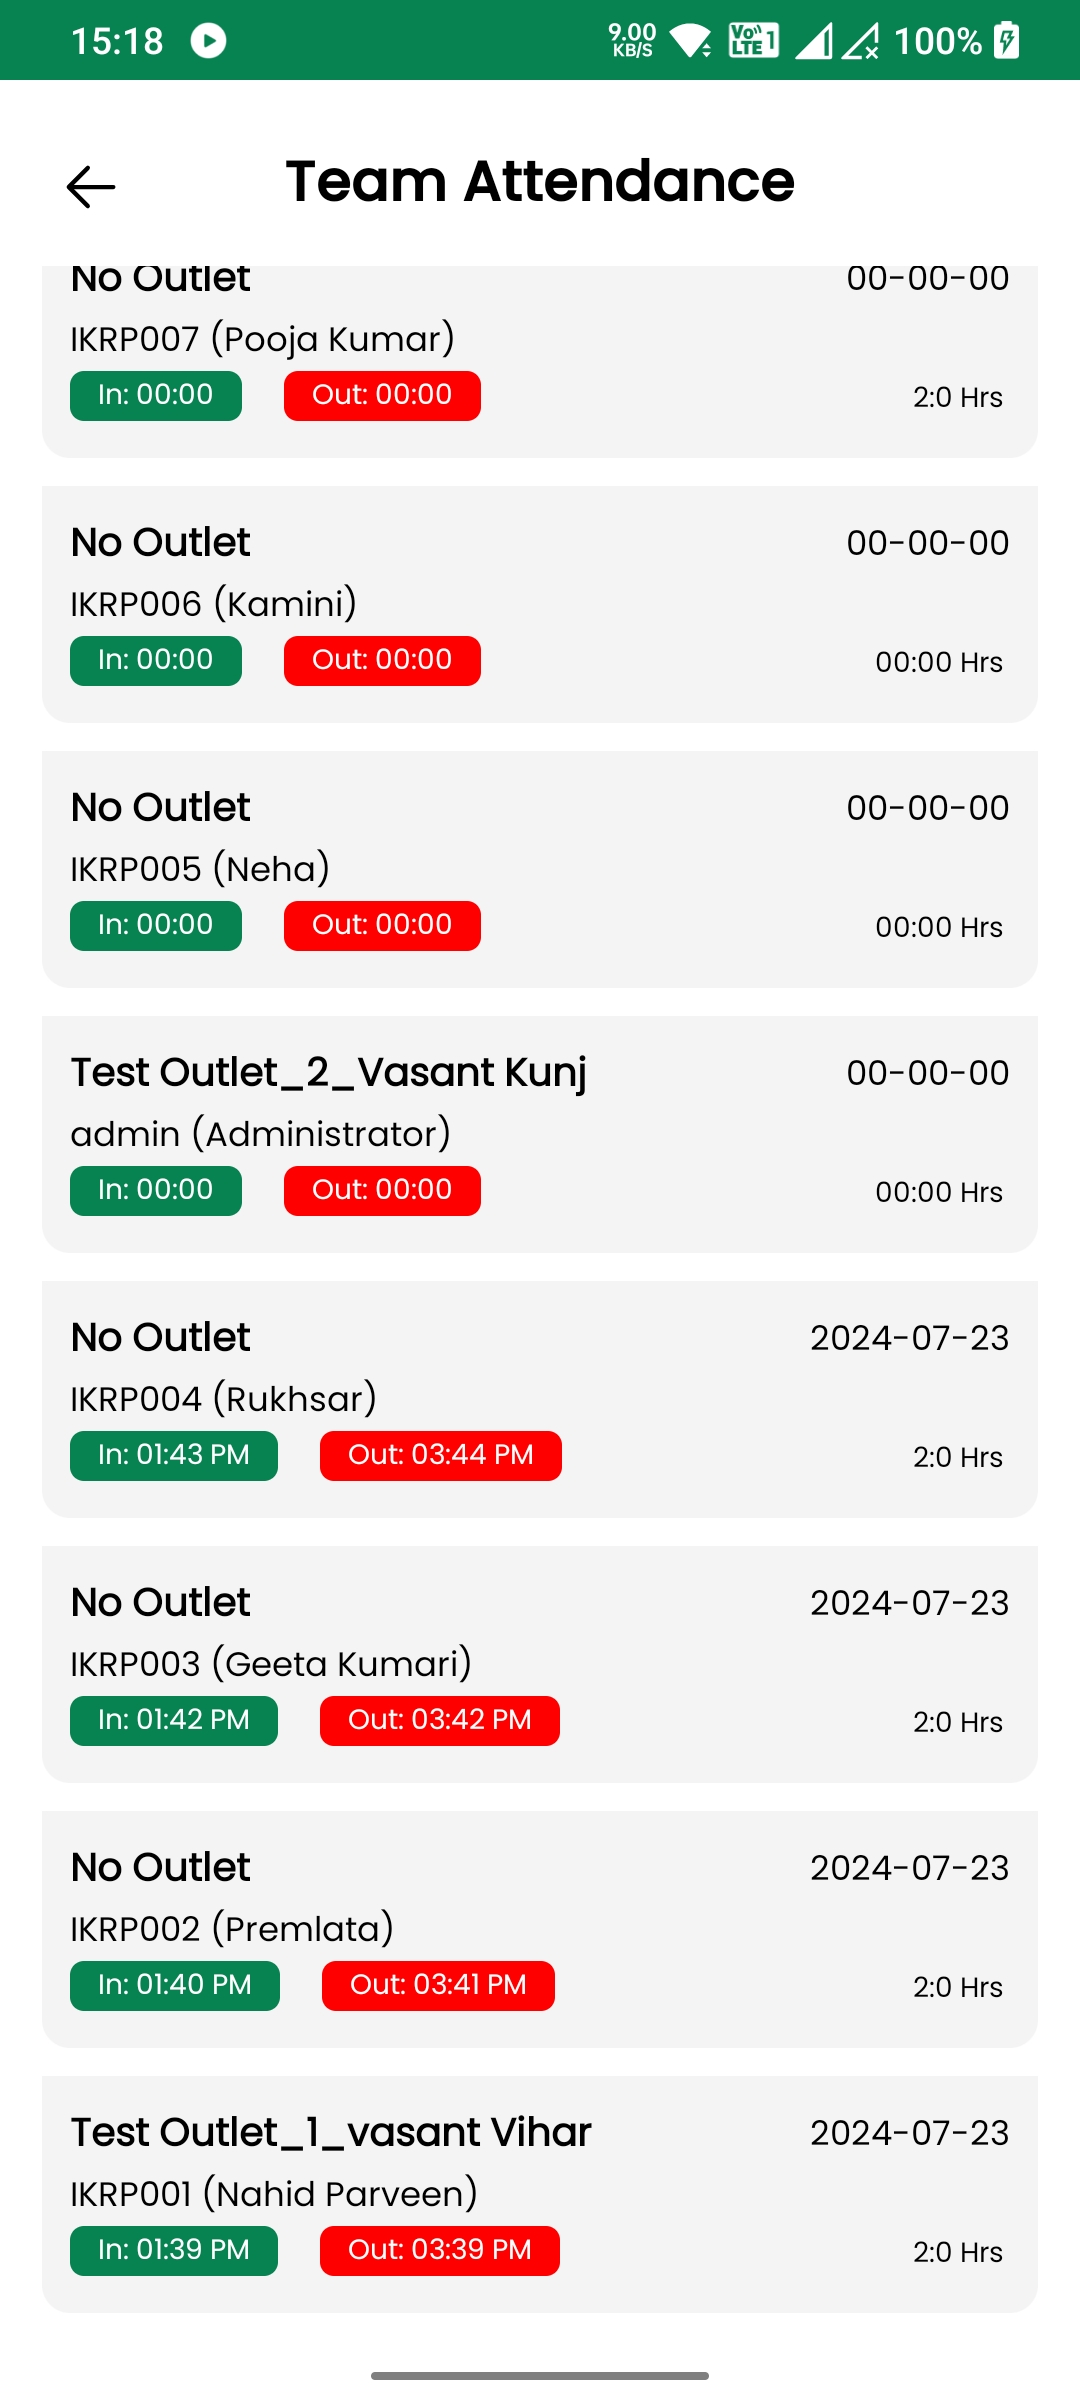 15:18
9.00 KB/S Vo)) LTE 1 100%
Team Attendance
No Outlet 00-00-00
IKRP007 (Pooja Kumar)
In: 00:00 Out: 00:00 2:0 Hrs
No Outlet 00-00-00
IKRP006 (Kamini)
In: 00:00 Out: 00:00 00:00 Hrs
No Outlet 00-00-00
IKRP005 (Neha)
In: 00:00 Out: 00:00 00:00 Hrs
Test Outlet_2_Vasant Kunj 00-00-00
admin (Administrator)
In: 00:00 Out: 00:00 00:00 Hrs
No Outlet 2024-07-23
IKRP004 (Rukhsar)
In: 01:43 PM Out: 03:44 PM 2:0 Hrs
No Outlet 2024-07-23
IKRP003 (Geeta Kumari)
In: 01:42 PM Out: 03:42 PM 2:0 Hrs
No Outlet 2024-07-23
IKRP002 (Premlata)
In: 01:40 PM Out: 03:41 PM 2:0 Hrs
Test Outlet_1_vasant Vihar 2024-07-23
IKRP001 (Nahid Parveen)
In: 01:39 PM Out: 03:39 PM 2:0 Hrs